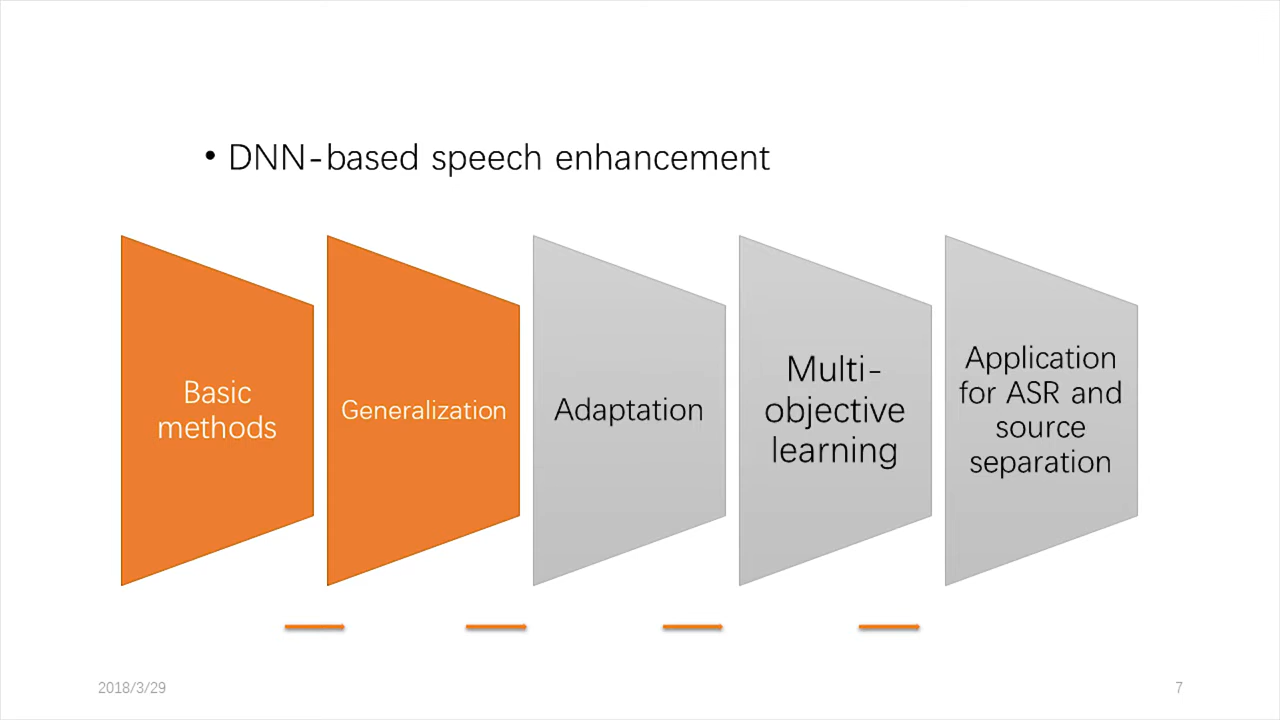 • DNN-based speech enhancement
Basic
methods
Generalization
Adaptation
Multi-
objective
learning
Application
for ASR and
source
separation
2018/3/29
7